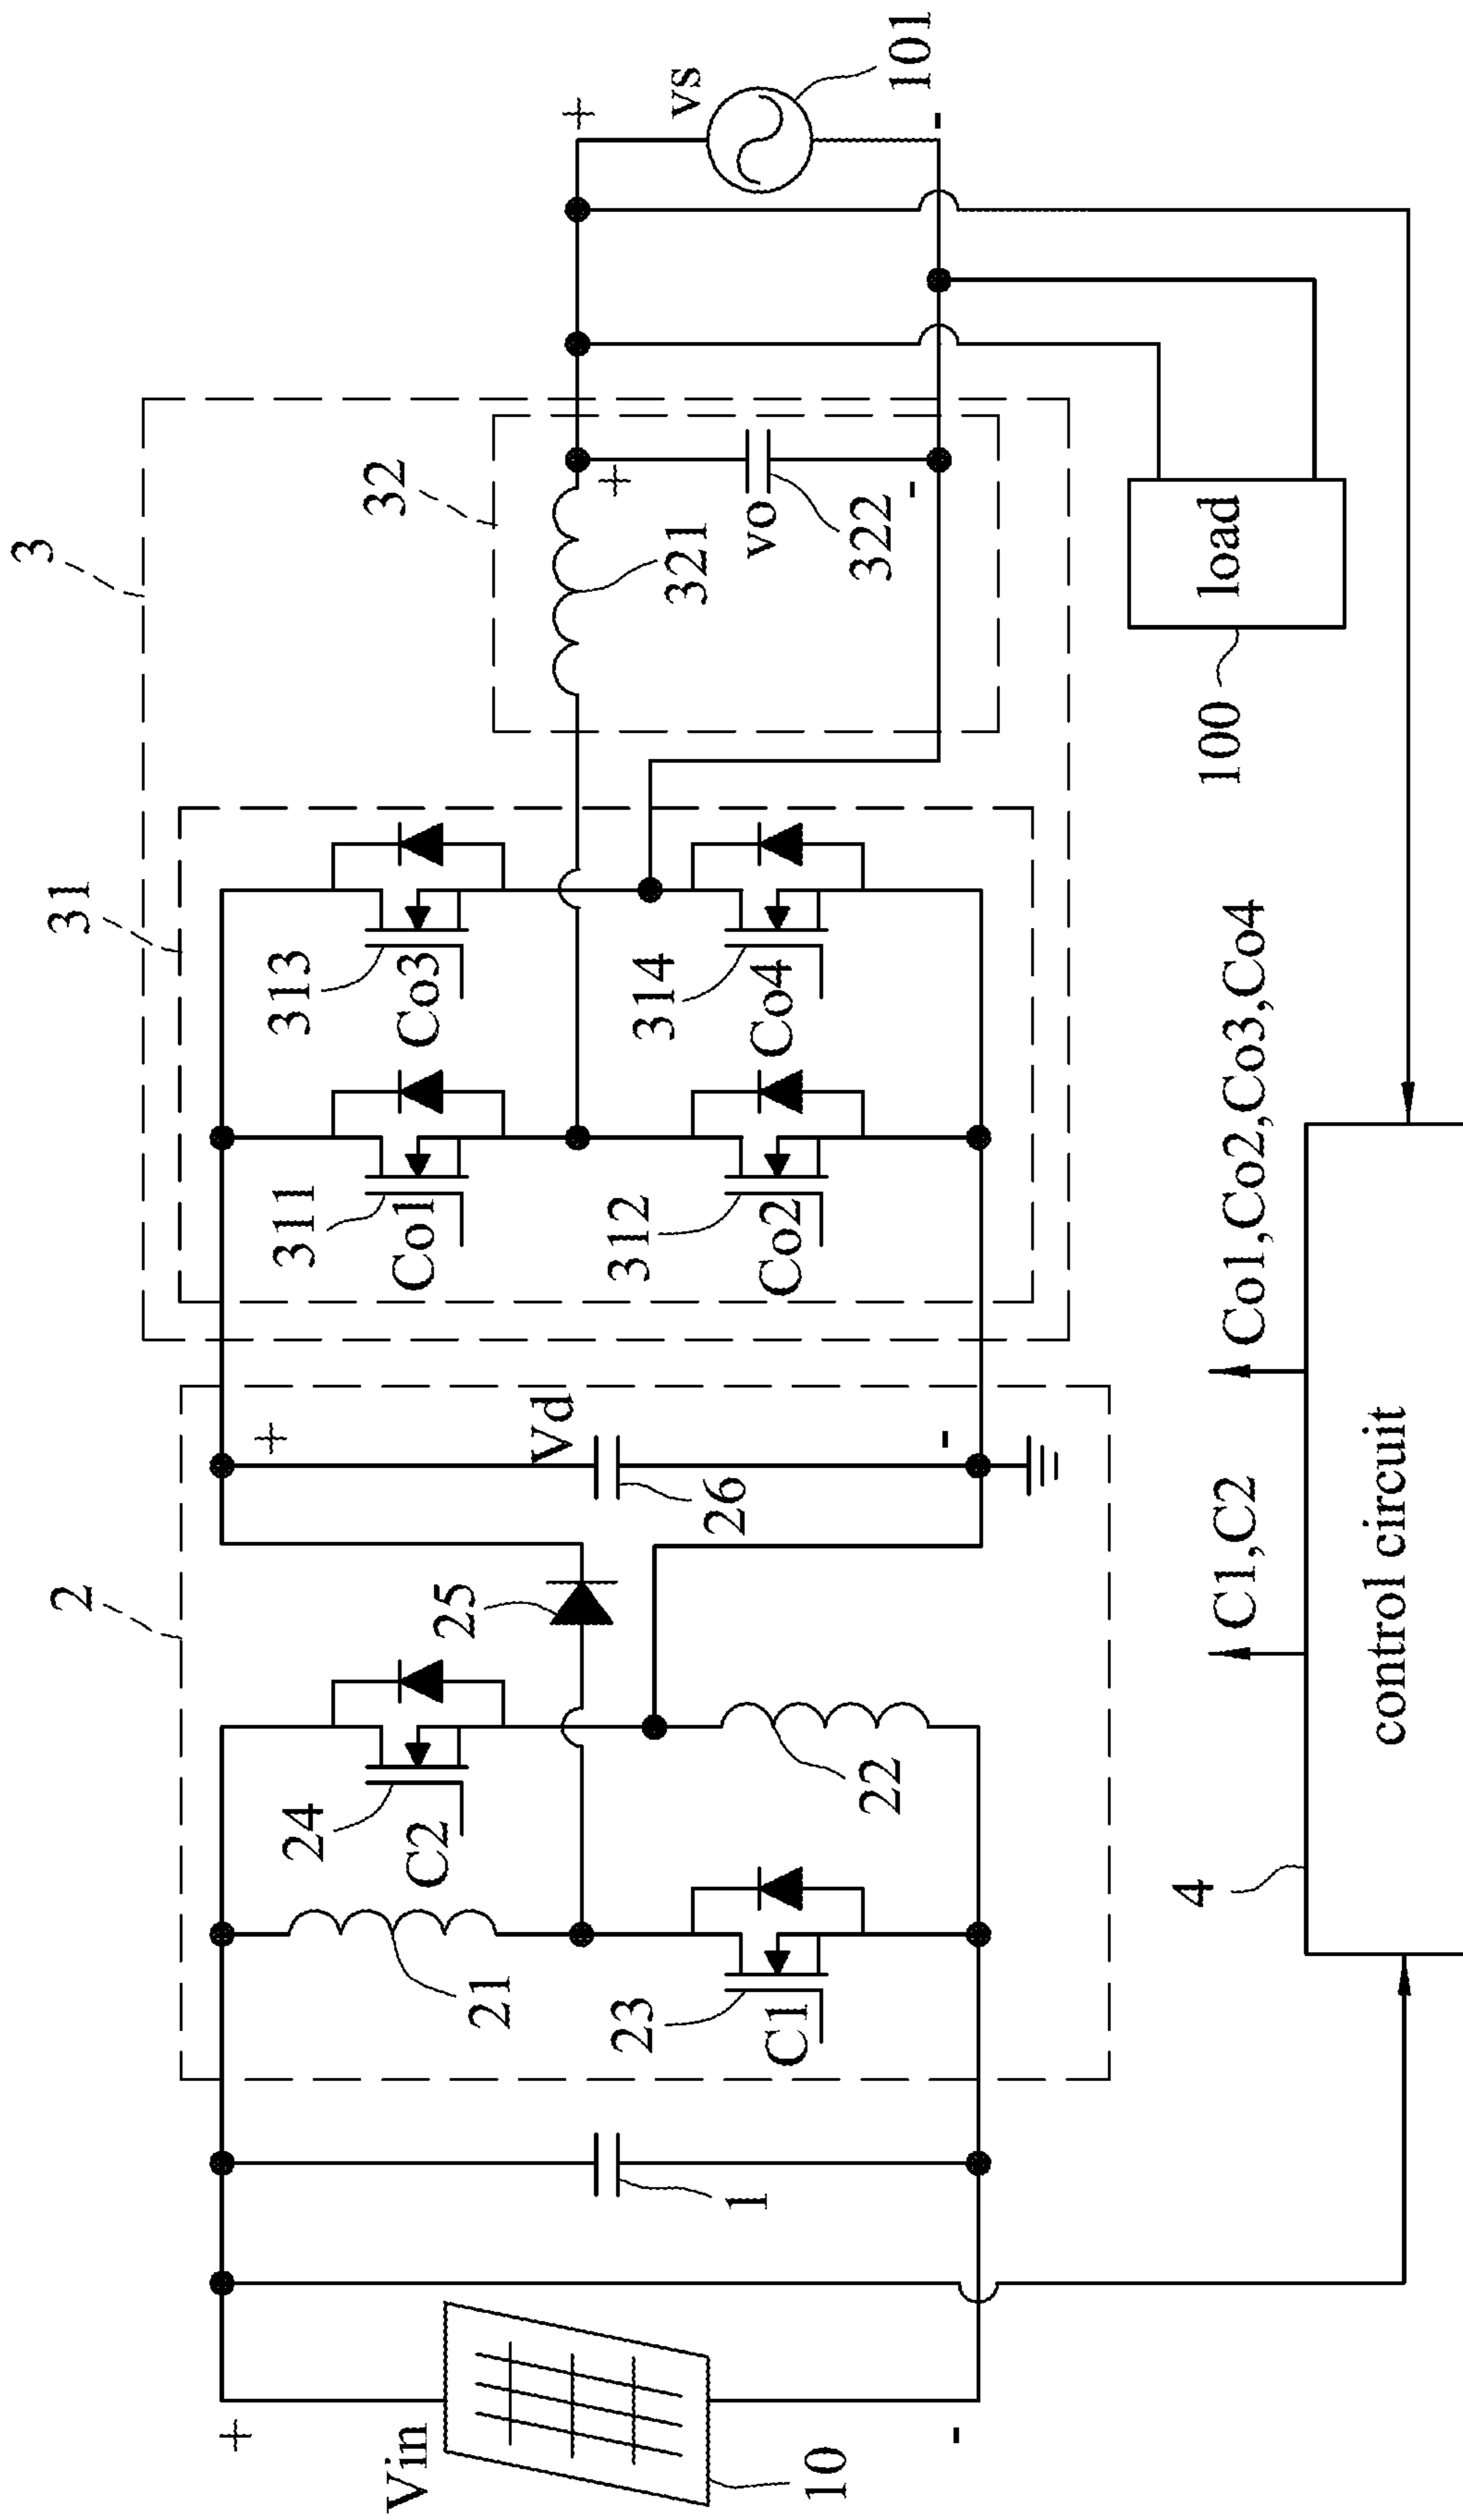 3
31
32
2
+
+
+
vs
101
-
24
25
Vd
26
-
311
Co1
313
Co3
321
+
vo
322
-
312
Co2
314
Co4
21
C2
22
23
C1
1
Vin
+
10
-
load
100
C1,C2
Co1,Co2,Co3,Co4
4
control circuit